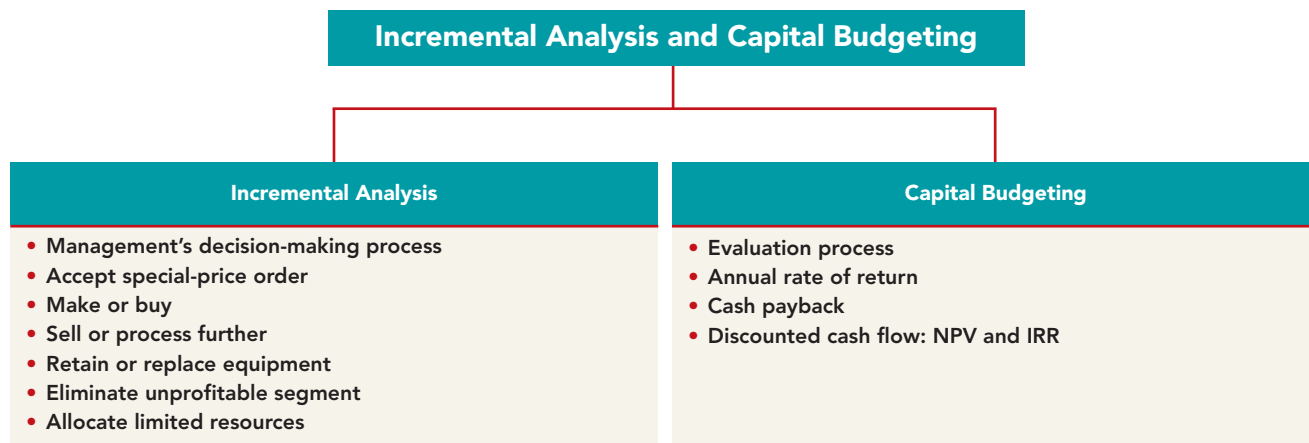 Incremental Analysis and Capital Budgeting
Incremental Analysis
• Management’s decision-making process
• Accept special-price order
• Make or buy
• Sell or process further
• Retain or replace equipment
• Eliminate unprofitable segment
• Allocate limited resources
Capital Budgeting
• Evaluation process
• Annual rate of return
• Cash payback
• Discounted cash flow: NPV and IRR